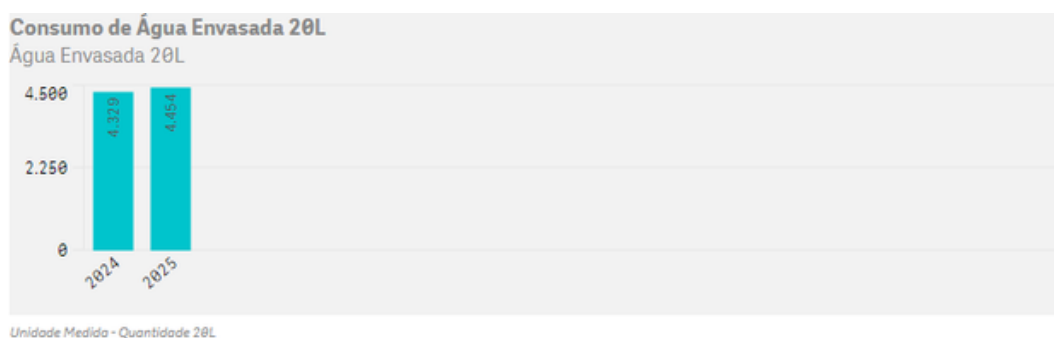 Consumo de Água Envasada 20L
Água Envasada 20L
4.500
4.329
4.454
2.250
0
2024
2025
Unidade Medida - Quantidade 20L